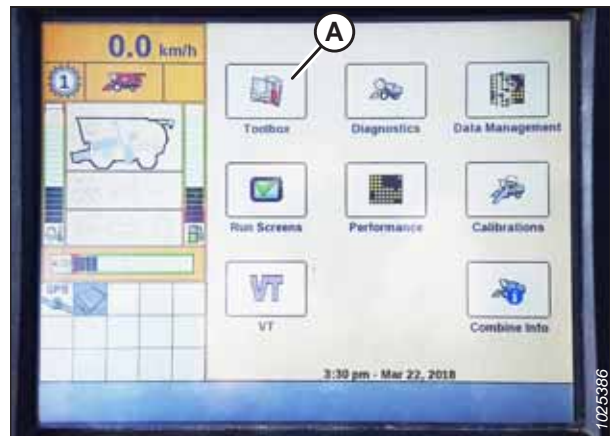 0.0 km/h
A
1
Toolbox
Diagnostics
Data Management
Run Screens
Performance
Calibrations
GPS
VT
VT
Combine Info
3:30 pm - Mar 22, 2018
1025386